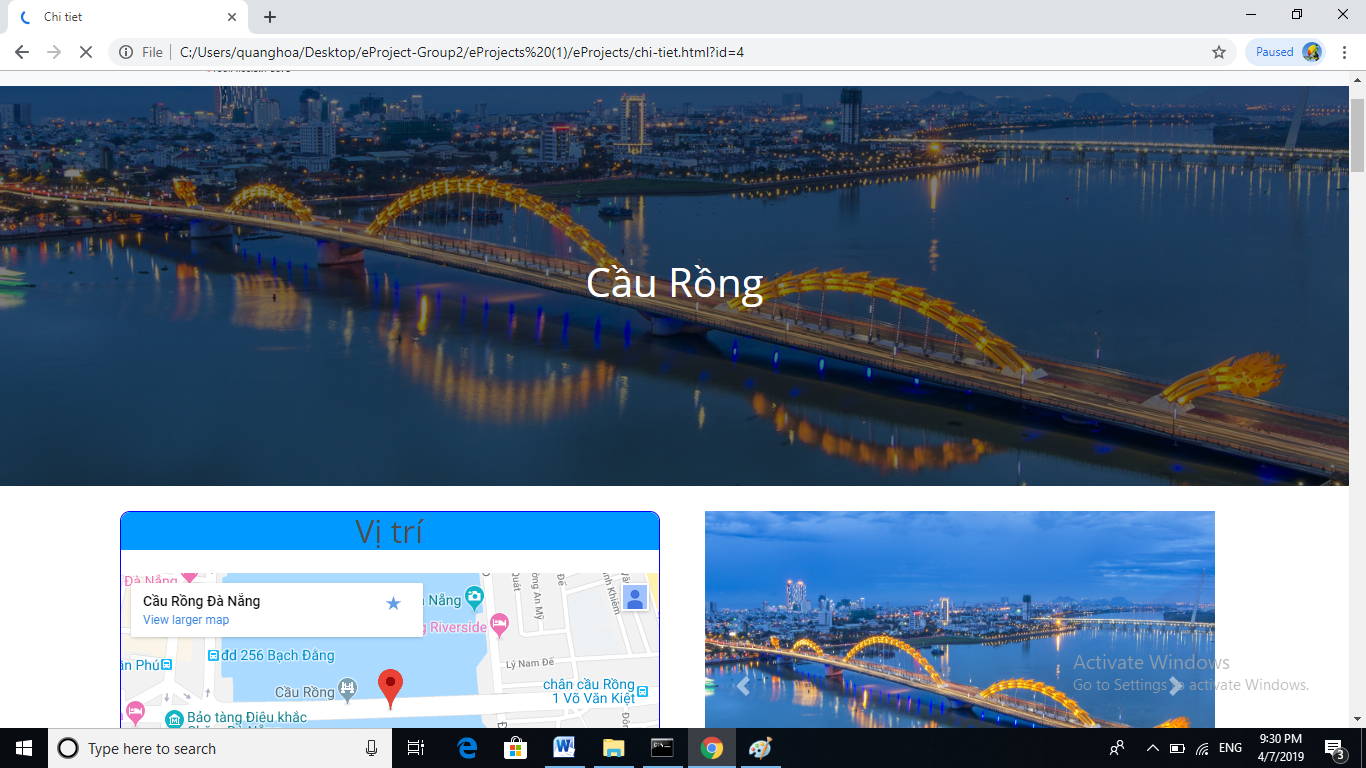 Chi tiet
File
C:/Users/quanghoa/Desktop/eProject-Group2/eProjects%20(1)/eProjects/chi-tiet.html?id=4
Paused
Cầu Rồng
Vị trí
Đà Nẵng
Cầu Rồng Đà Nẵng
View larger map
Nẵng
Riverside
đd 256 Bạch Đằng
ân Phú
Lý Nam Đế
Cầu Rồng
chân cầu Rồng
1 Võ Văn Kiệt
Bảo tàng Điêu khắc
Activate Windows
Go to Settings to activate Windows.
Type here to search
ENG
9:30 PM
4/7/2019
3